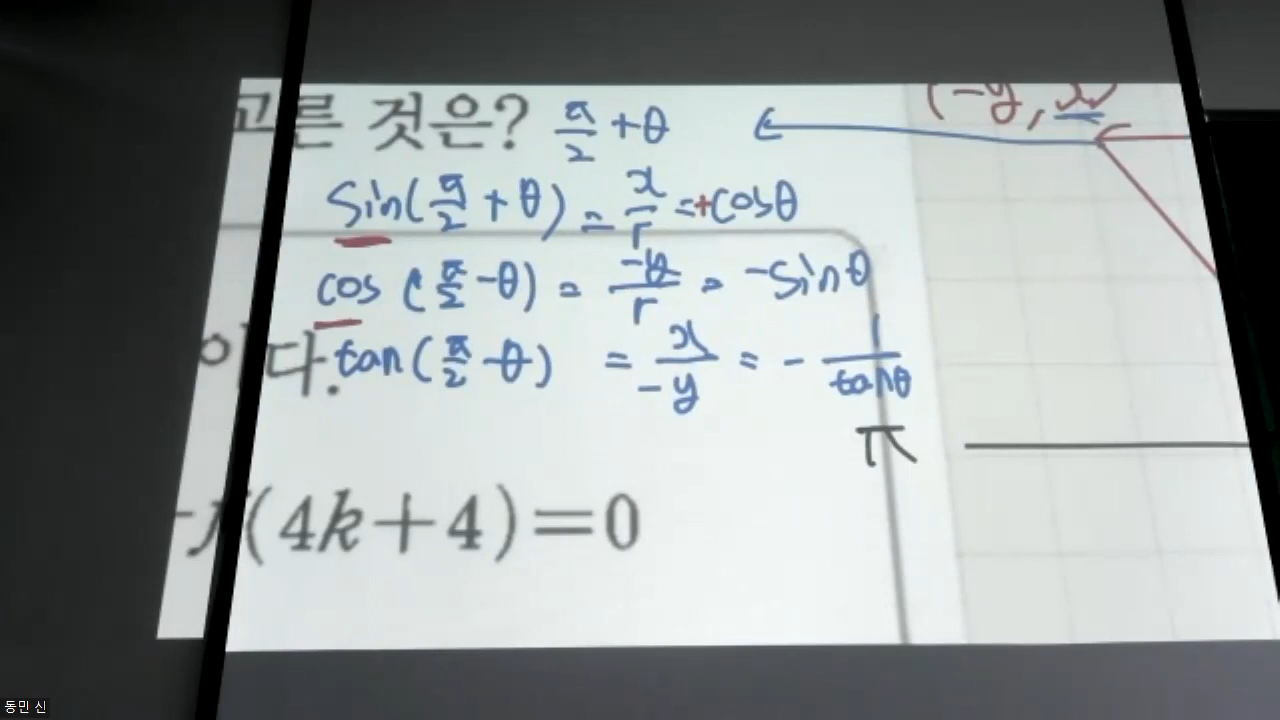 고른 것은? π/2 + θ
(-y, x)
sin(π/2 + θ) = x/r = +cosθ
cos(π/2 - θ) = -y/r = -sinθ
이다. tan(π/2 - θ) = x/-y = - 1/tanθ
π
f(4k+4)=0
동민 신